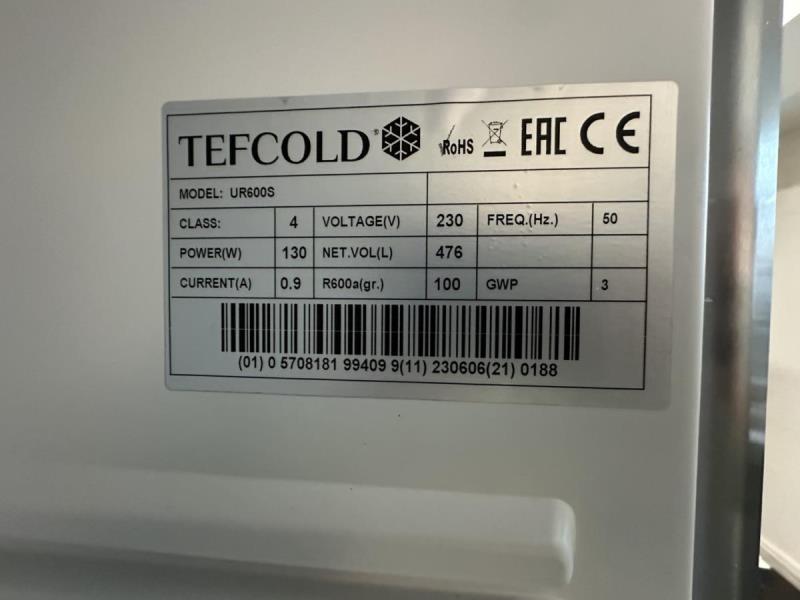 TEFCOLD® RoHS EAC CE
MODEL: UR600S
CLASS: 4 VOLTAGE(V) 230 FREQ.(Hz.) 50
POWER(W) 130 NET.VOL(L) 476
CURRENT(A) 0.9 R600a(gr.) 100 GWP 3
(01) 0 5708181 99409 9(11) 230606(21) 0188